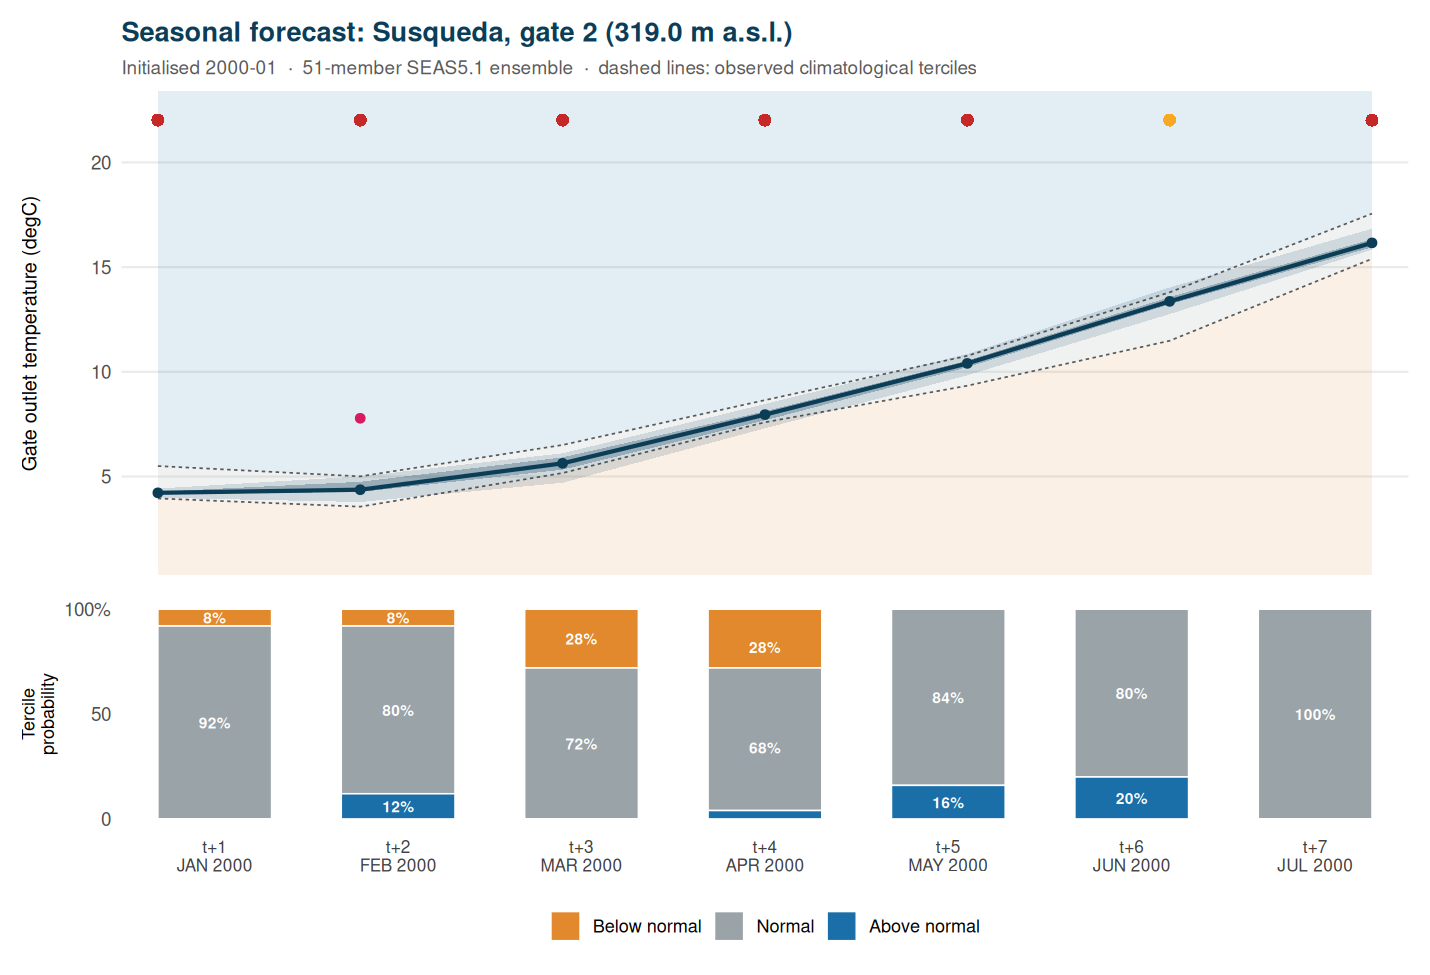 Seasonal forecast: Susqueda, gate 2 (319.0 m a.s.l.)
Initialised 2000-01 · 51-member SEAS5.1 ensemble · dashed lines: observed climatological terciles
Gate outlet temperature (degC)
20
15
10
5
Tercile
probability
100%
50
0
8%
92%
8%
80%
12%
28%
72%
28%
68%
84%
16%
80%
20%
100%
t+1
JAN 2000
t+2
FEB 2000
t+3
MAR 2000
t+4
APR 2000
t+5
MAY 2000
t+6
JUN 2000
t+7
JUL 2000
Below normal
Normal
Above normal